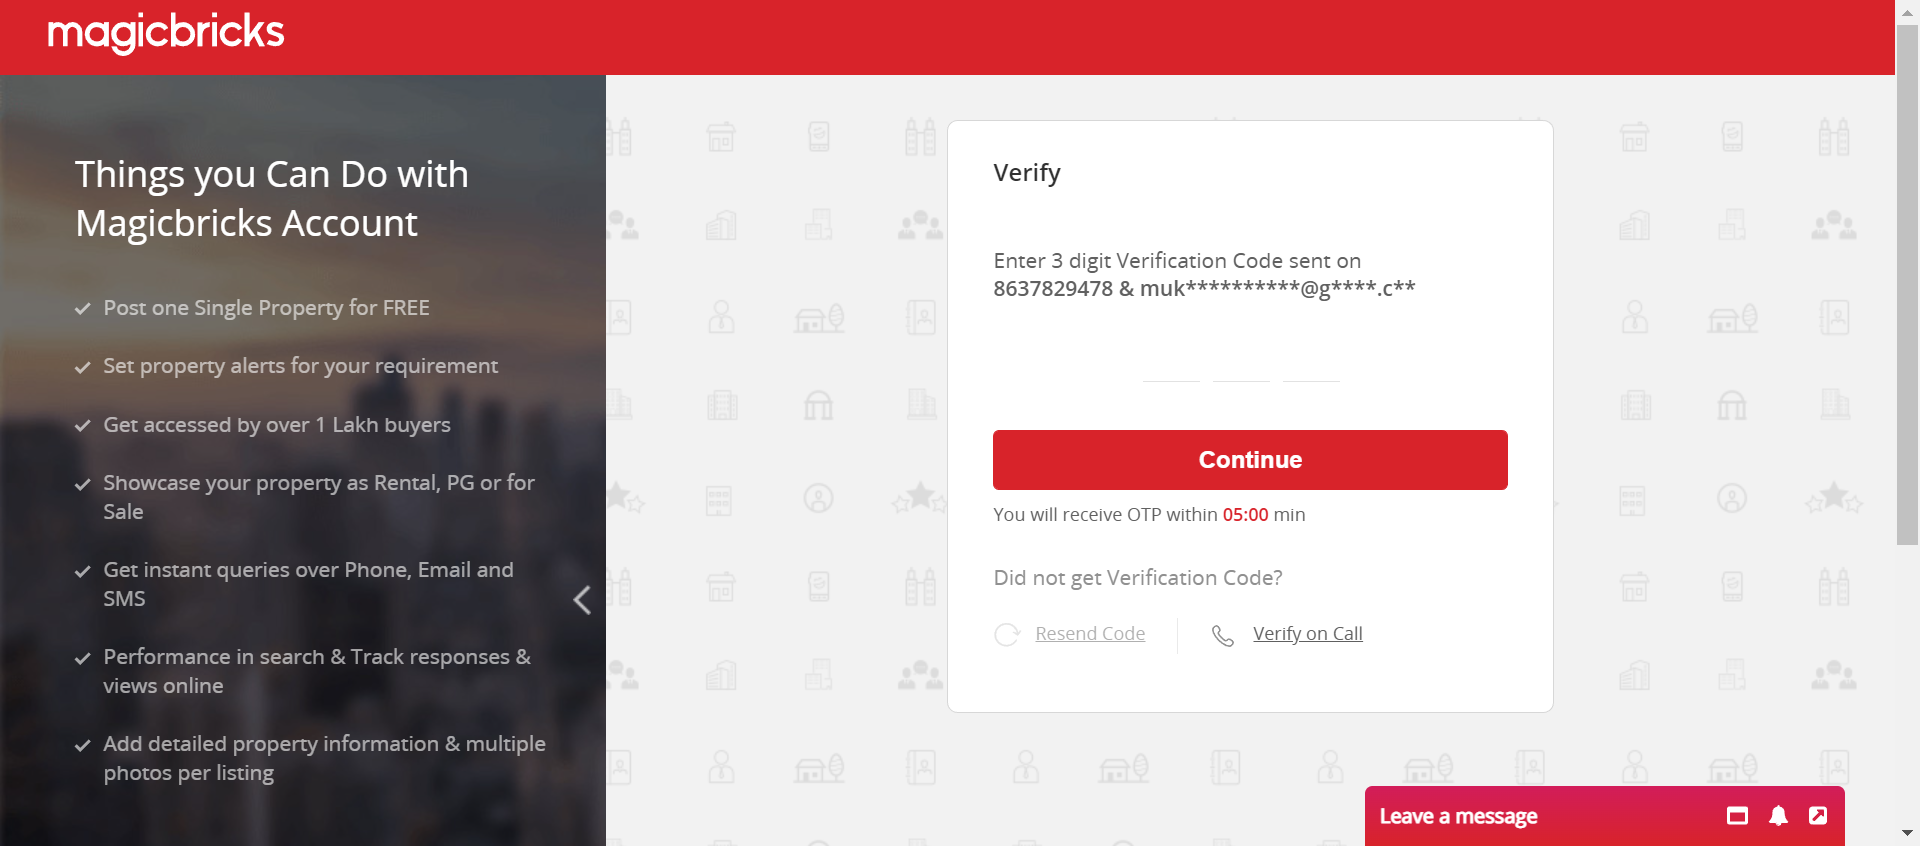 magicbricks
Things you Can Do with
Magicbricks Account
Post one Single Property for FREE
Set property alerts for your requirement
Get accessed by over 1 Lakh buyers
Showcase your property as Rental, PG or for
Sale
Get instant queries over Phone, Email and
SMS
Performance in search & Track responses &
views online
Add detailed property information & multiple
photos per listing
Verify
Enter 3 digit Verification Code sent on
8637829478 & muk**********@g****.c**
Continue
You will receive OTP within 05:00 min
Did not get Verification Code?
Resend Code
Verify on Call
Leave a message